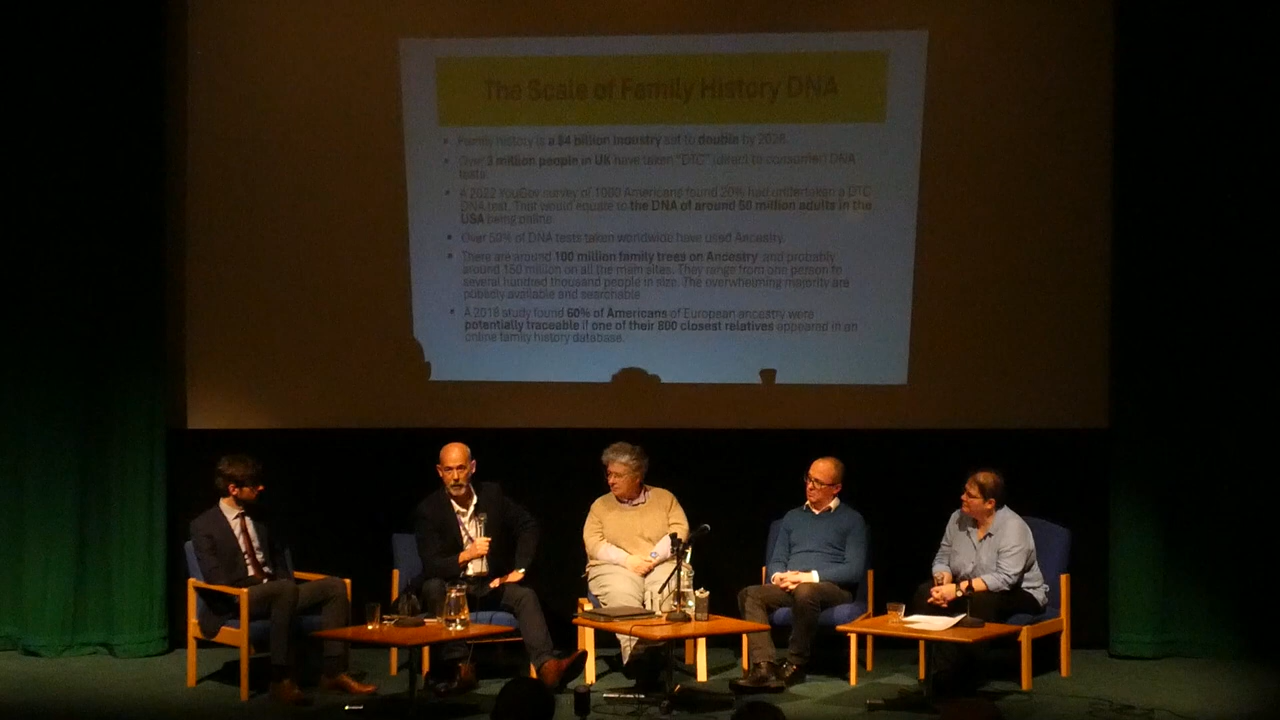 The Scale of Family History DNA
• Family history is a $4 billion industry set to double by
• Over 3 million people in UK have taken "DTC" (direct to consumer) DNA
tests.
• A 2022 YouGov survey of 1000 Americans found 20% had undertaken a DTC
DNA test. That would equate to the DNA of around 50 million adults in the
USA being online.
• Over 50% of DNA tests taken worldwide have used Ancestry.
• There are around 100 million family trees on Ancestry and probably
around 150 million on all the main sites. They range from one person to
several hundred thousand people in size. The overwhelming majority are
publicly available and searchable.
• A 2018 study found 60% of Americans of European ancestry were
potentially traceable if one of their 800 closest relatives appeared in an
online family history database.